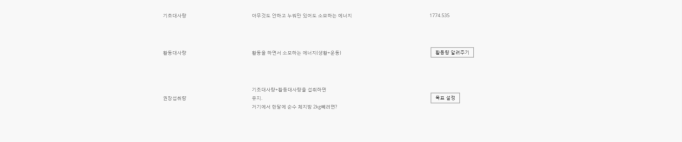 기초대사량 아무것도 안하고 누워만 있어도 소모하는 에너지 1774.535
활동대사량 활동을 하면서 소모하는 에너지(생활+운동) 활동량 알려주기
권장섭취량 기초대사량+활동대사량을 섭취하면
유지. 목표 설정
여기에서 한달에 순수 체지방 2kg빼려면?